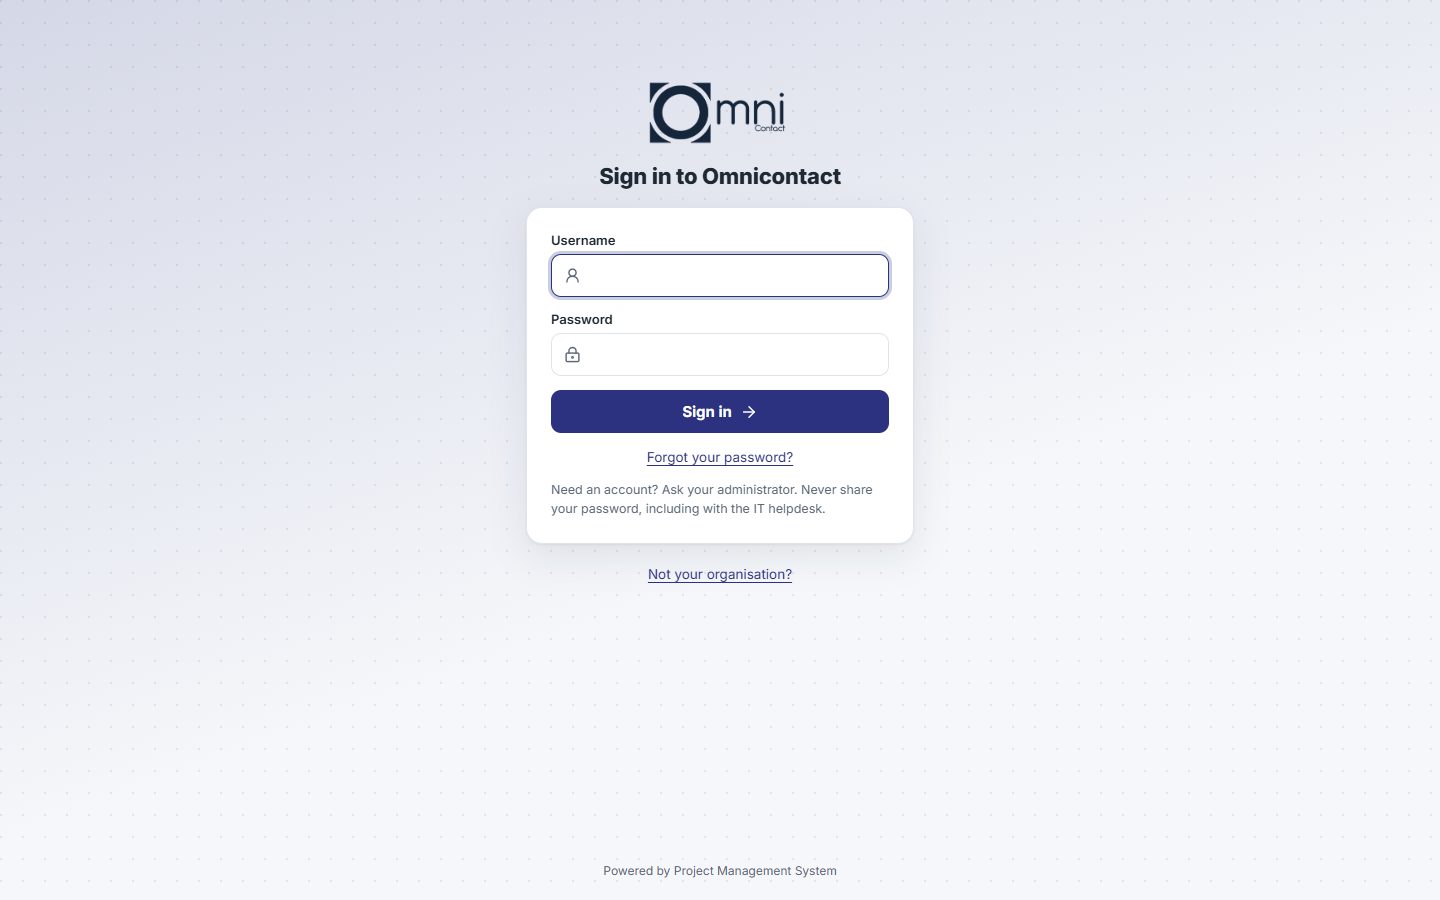 Omni
Contact
Sign in to Omnicontact
Username
Password
Sign in
Forgot your password?
Need an account? Ask your administrator. Never share
your password, including with the IT helpdesk.
Not your organisation?
Powered by Project Management System